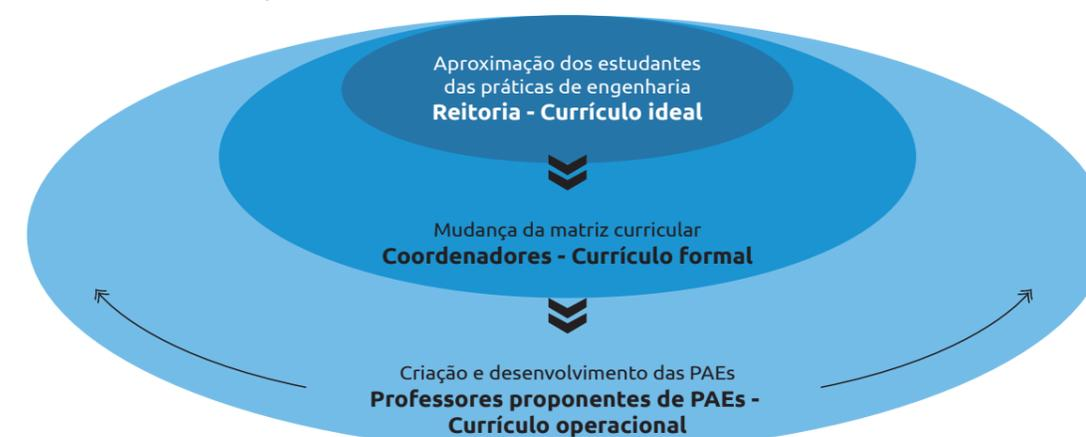 Aproximação dos estudantes
das práticas de engenharia
Reitoria - Currículo ideal
Mudança da matriz curricular
Coordenadores - Currículo formal
Criação e desenvolvimento das PAEs
Professores proponentes de PAEs -
Currículo operacional